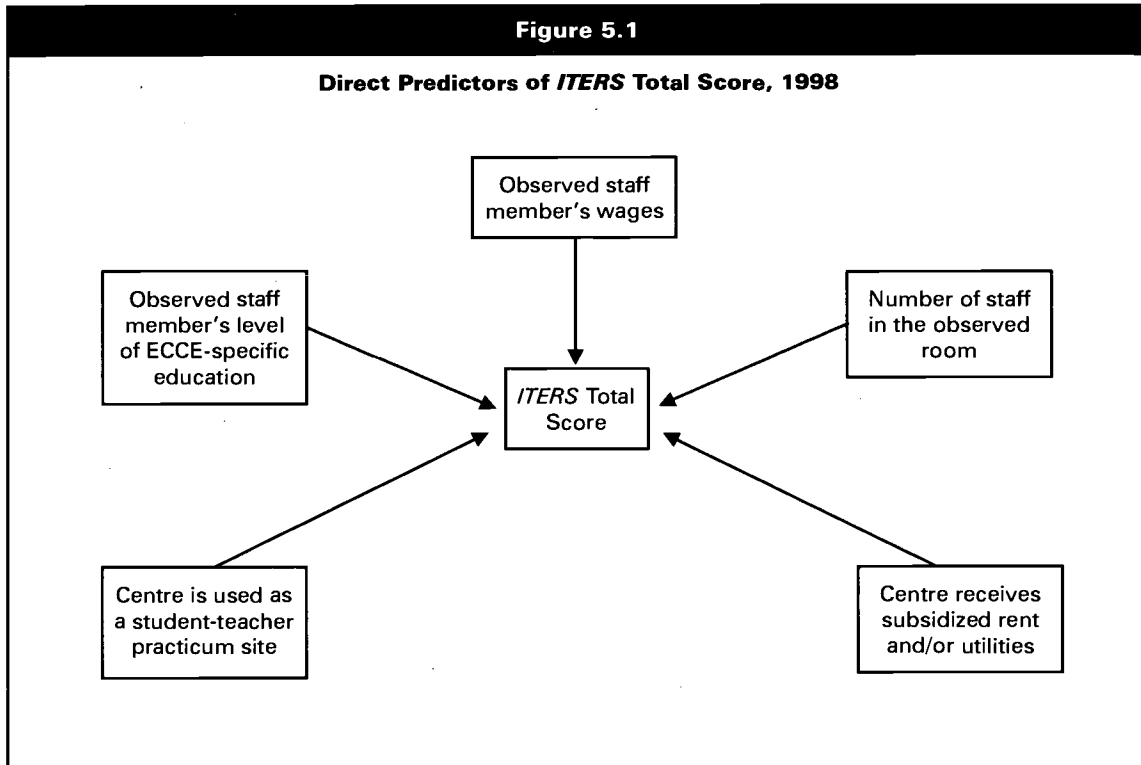 Figure 5.1
Direct Predictors of ITERS Total Score, 1998
Observed staff
member's wages
Observed staff
member's level
of ECCE-specific
education
Number of staff
in the observed
room
ITERS Total
Score
Centre is used as
a student-teacher
practicum site
Centre receives
subsidized rent
and/or utilities